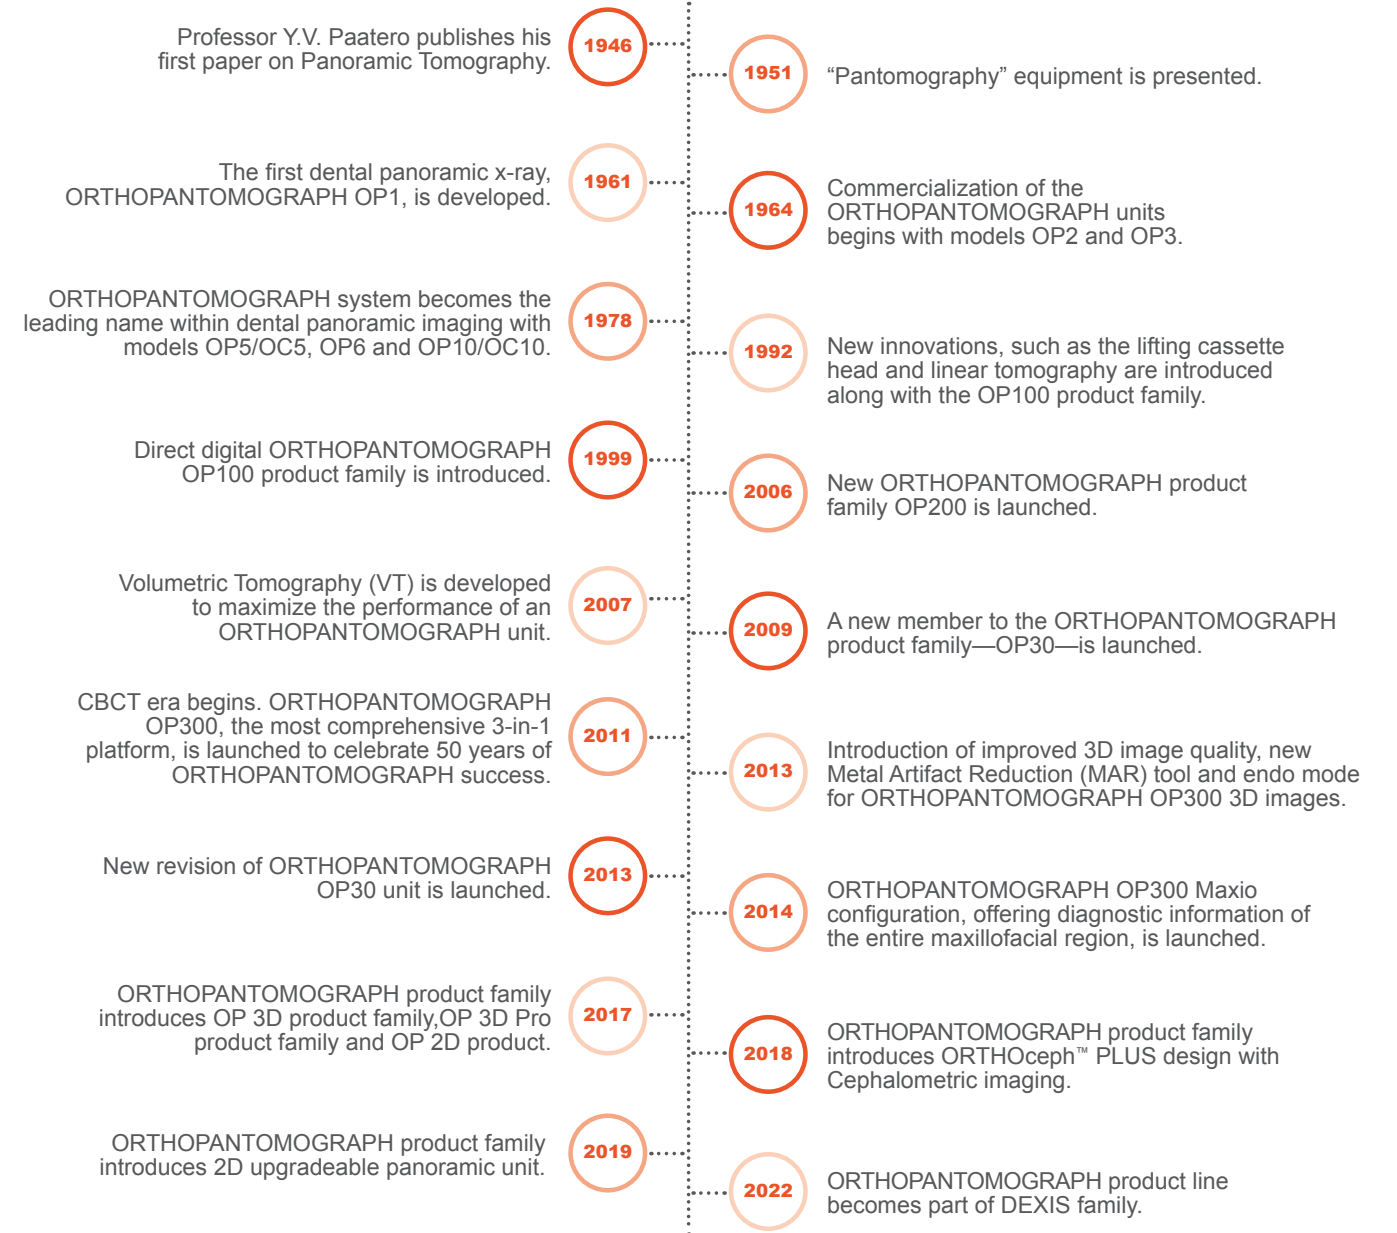 Professor Y.V. Paatero publishes his
first paper on Panoramic Tomography.
1946
1951
“Pantomography” equipment is presented.
The first dental panoramic x-ray,
ORTHOPANTOMOGRAPH OP1, is developed.
1961
1964
Commercialization of the
ORTHOPANTOMOGRAPH units
begins with models OP2 and OP3.
ORTHOPANTOMOGRAPH system becomes the
leading name within dental panoramic imaging with
models OP5/OC5, OP6 and OP10/OC10.
1978
1992
New innovations, such as the lifting cassette
head and linear tomography are introduced
along with the OP100 product family.
Direct digital ORTHOPANTOMOGRAPH
OP100 product family is introduced.
1999
2006
New ORTHOPANTOMOGRAPH product
family OP200 is launched.
Volumetric Tomography (VT) is developed
to maximize the performance of an
ORTHOPANTOMOGRAPH unit.
2007
2009
A new member to the ORTHOPANTOMOGRAPH
product family—OP30—is launched.
CBCT era begins. ORTHOPANTOMOGRAPH
OP300, the most comprehensive 3-in-1
platform, is launched to celebrate 50 years of
ORTHOPANTOMOGRAPH success.
2011
2013
Introduction of improved 3D image quality, new
Metal Artifact Reduction (MAR) tool and endo mode
for ORTHOPANTOMOGRAPH OP300 3D images.
New revision of ORTHOPANTOMOGRAPH
OP30 unit is launched.
2013
2014
ORTHOPANTOMOGRAPH OP300 Maxio
configuration, offering diagnostic information of
the entire maxillofacial region, is launched.
ORTHOPANTOMOGRAPH product family
introduces OP 3D product family,OP 3D Pro
product family and OP 2D product.
2017
2018
ORTHOPANTOMOGRAPH product family
introduces ORTHOceph™ PLUS design with
Cephalometric imaging.
ORTHOPANTOMOGRAPH product family
introduces 2D upgradeable panoramic unit.
2019
2022
ORTHOPANTOMOGRAPH product line
becomes part of DEXIS family.